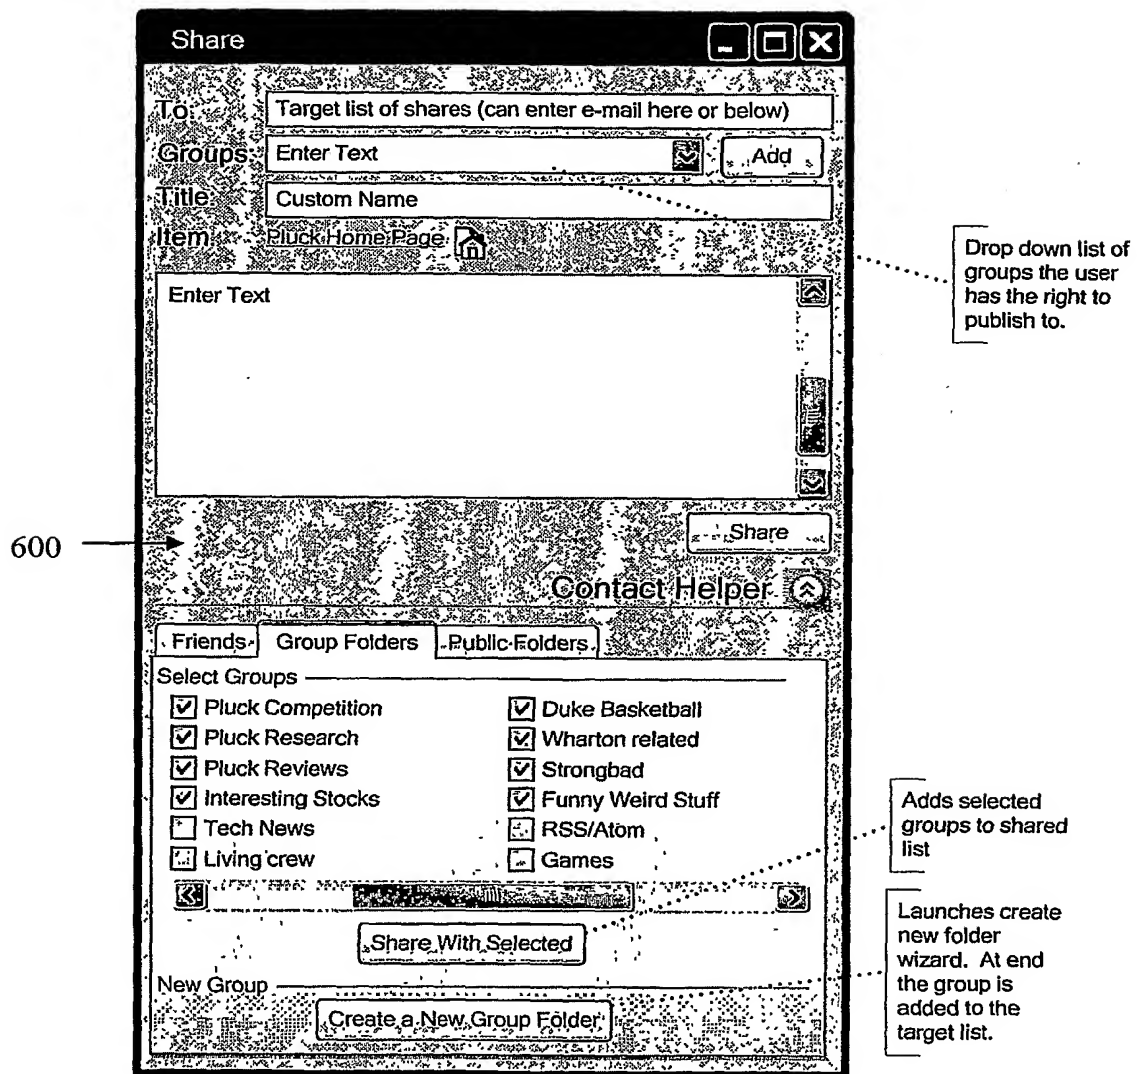 Share
To:
Target list of shares (can enter e-mail here or below)
Groups:
Enter Text
Add
Title:
Custom Name
Item
Pluck Home Page
Enter Text
Drop down list of
groups the user
has the right to
publish to.
600
Share
Contact Helper
Friends
Group Folders
Public Folders
Select Groups
Pluck Competition
Duke Basketball
Pluck Research
Wharton related
Pluck Reviews
Strongbad
Interesting Stocks
Funny Weird Stuff
Tech News
RSS/Atom
Living crew
Games
Adds selected
groups to shared
list
Share With Selected
Launches create
new folder
wizard. At end
the group is
added to the
target list.
New Group
Create a New Group Folder